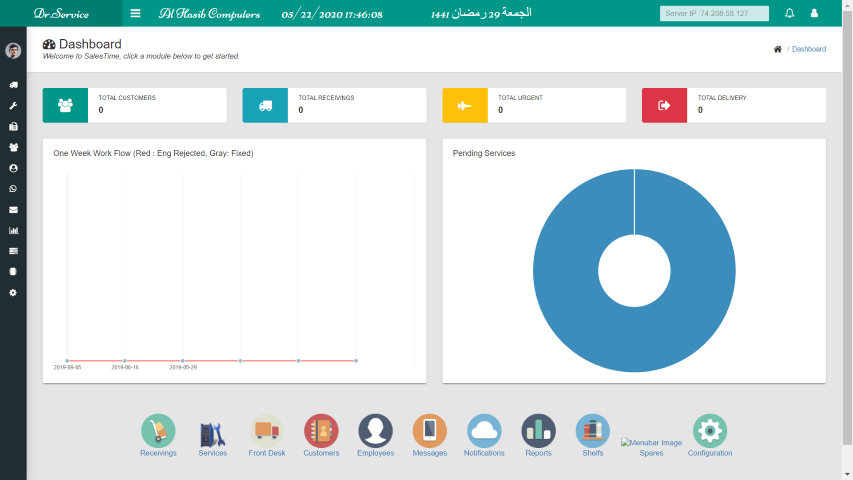 Dr.Service
Al Hasib Computers
05/22/2020 17:46:08
الجمعة 29 رمضان 1441
Server IP :74.208.58.127
Dashboard
Welcome to SalesTime, click a module below to get started.
/ Dashboard
TOTAL CUSTOMERS
0
TOTAL RECEIVINGS
0
TOTAL URGENT
0
TOTAL DELIVERY
0
One Week Work Flow (Red : Eng Rejected, Gray: Fixed)
2019-09-05
2019-06-18
2019-05-29
Pending Services
Receivings
Services
Front Desk
Customers
Employees
Messages
Notifications
Reports
Shelfs
Menubar Image
Spares
Configuration